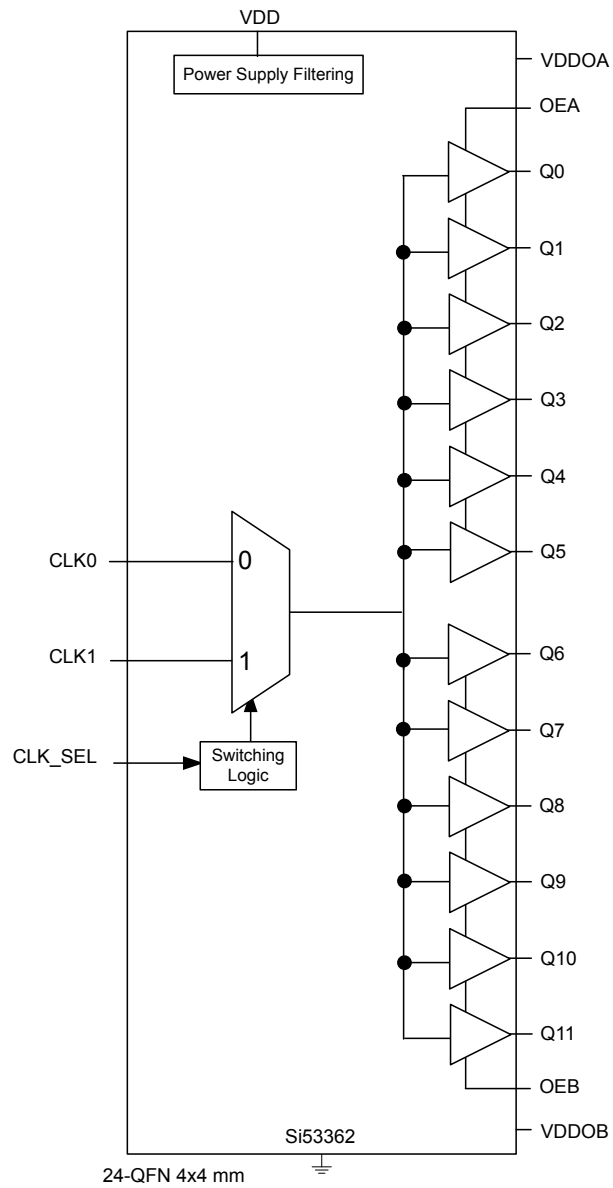 VDD
Power Supply Filtering
VDDOA
OEA
Q0
Q1
Q2
Q3
Q4
Q5
CLK0
0
CLK1
1
CLK_SEL
Switching
Logic
Q6
Q7
Q8
Q9
Q10
Q11
OEB
VDDOB
Si53362
24-QFN 4x4 mm